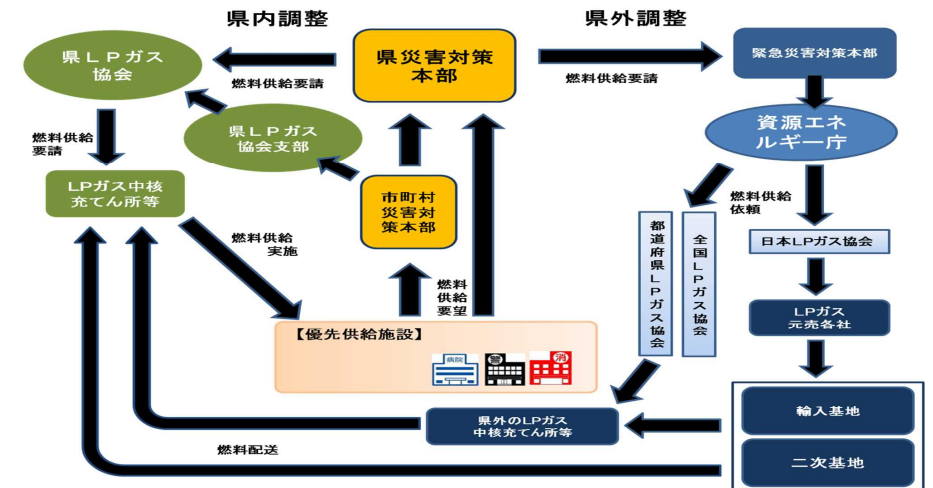 県内調整
県外調整
県ＬＰガス
協会
県災害対策
本部
緊急災害対策本部
燃料供給要請
燃料供給要請
資源エネ
ルギー庁
県ＬＰガス
協会支部
燃料供給
要請
LPガス中核
充てん所等
市町村
災害対
策本部
燃料供給
依頼
都道府県LPガス協会
全国LPガス協会
日本LPガス協会
燃料供給
実施
燃料
供給
要望
LPガス
元売各社
【優先供給施設】
病院
警
消
県外のLPガス
中核充てん所等
輸入基地
二次基地
燃料配送